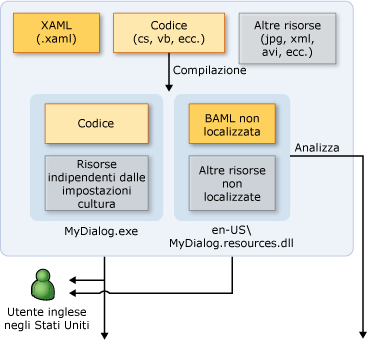 XAML
(.xaml)
Codice
(cs, vb, ecc.)
Altre risorse
(jpg, xml,
avi, ecc.)
Compilazione
Codice
Risorse
indipendenti dalle
impostazioni
cultura
MyDialog.exe
BAML non
localizzata
Altre risorse
non
localizzate
en-US\
MyDialog.resources.dll
Analizza
Utente inglese
negli Stati Uniti